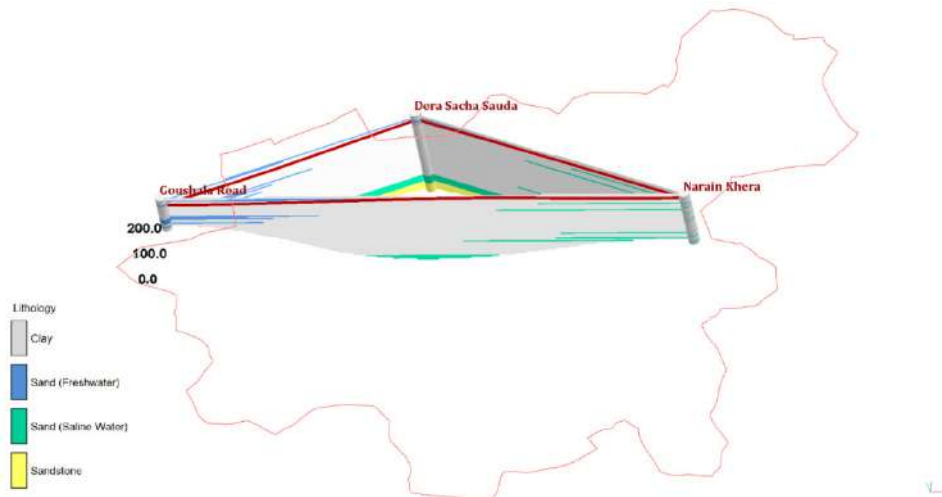 Dera Sacha Sauda
Goushala Road
Narain Khera
200.0
100.0
0.0
Lithology
Clay
Sand (Freshwater)
Sand (Saline Water)
Sandstone